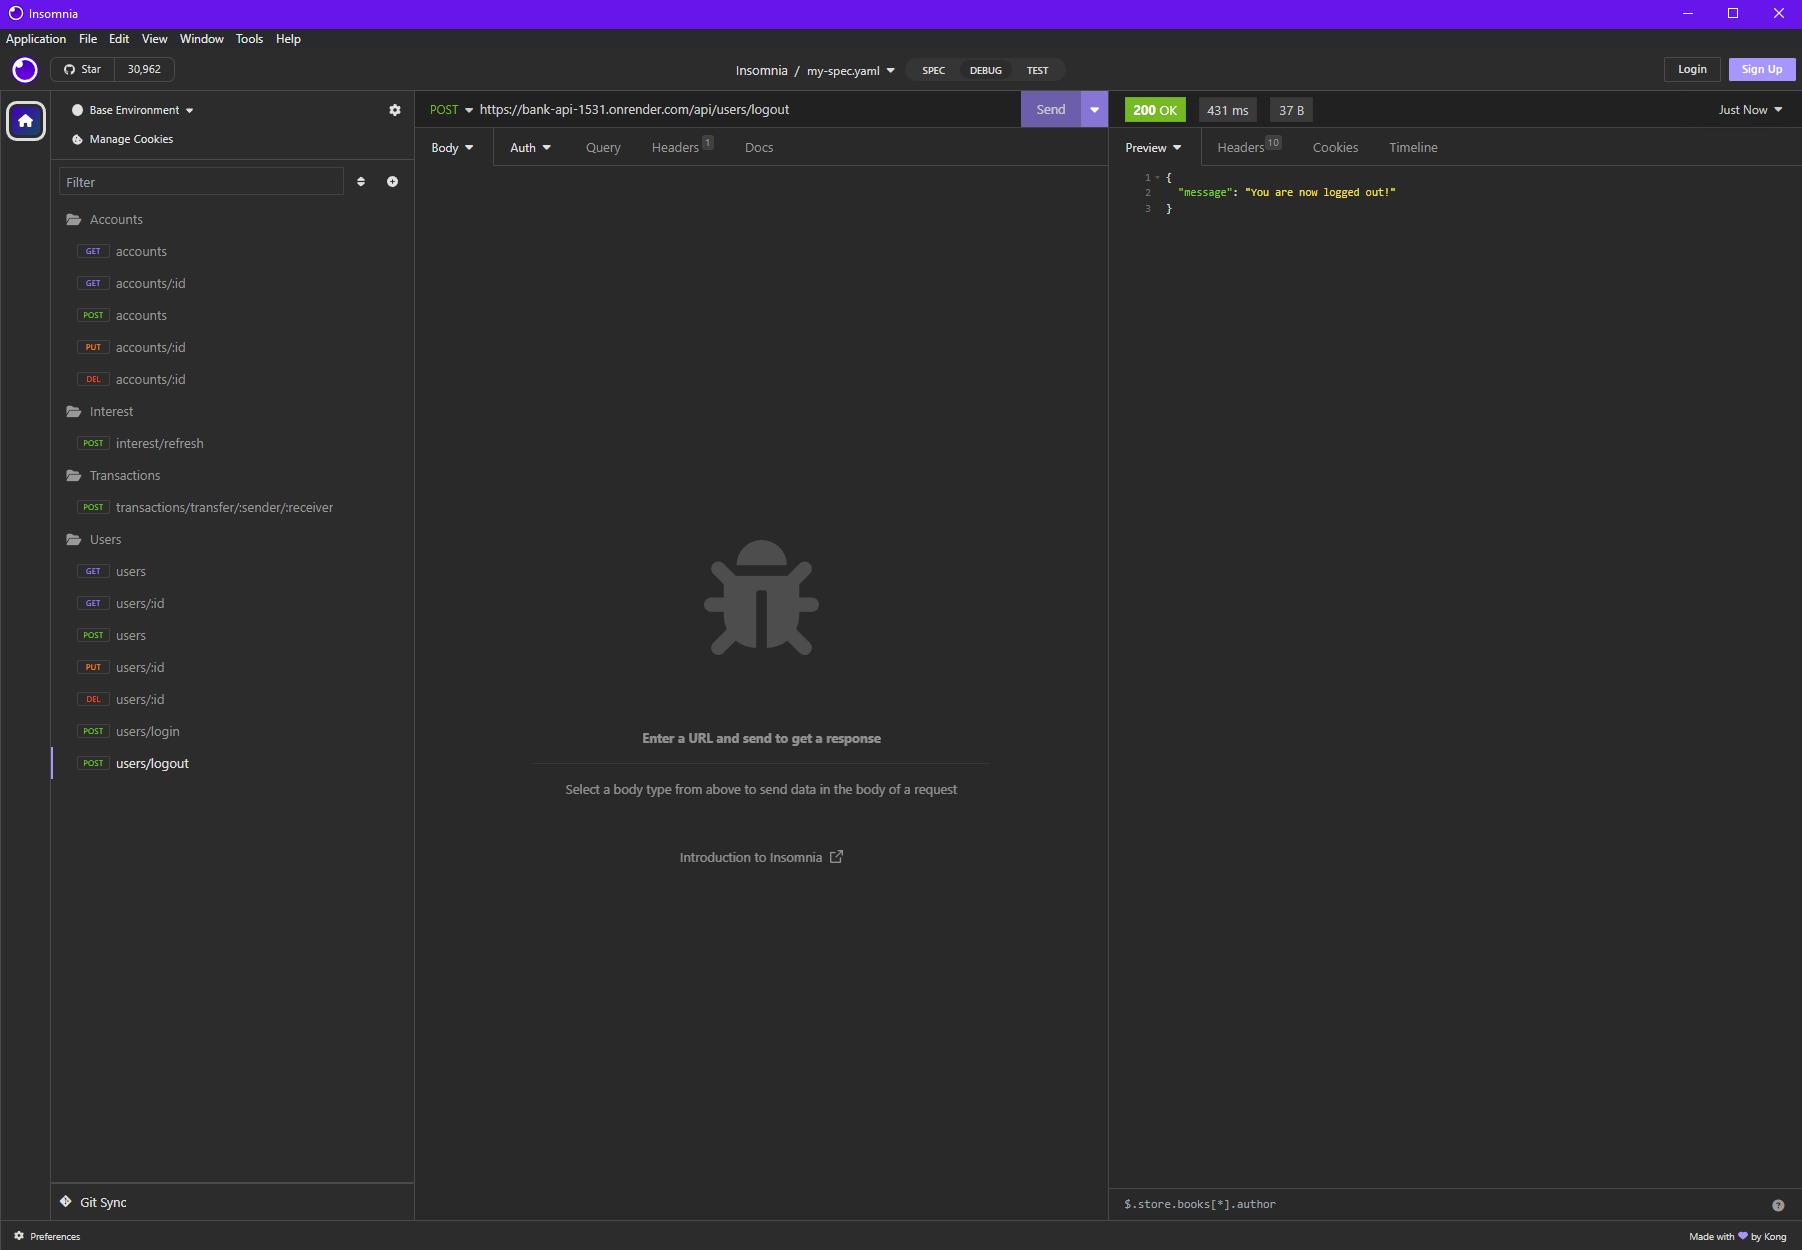 Insomnia
Application File Edit View Window Tools Help
Star 30,962
Insomnia / my-spec.yaml SPEC DEBUG TEST
Login Sign Up
Base Environment
Manage Cookies
Filter
Accounts
GET accounts
GET accounts/:id
POST accounts
PUT accounts/:id
DEL accounts/:id
Interest
POST interest/refresh
Transactions
POST transactions/transfer/:sender/:receiver
Users
GET users
GET users/:id
POST users
PUT users/:id
DEL users/:id
POST users/login
POST users/logout
Git Sync
POST https://bank-api-1531.onrender.com/api/users/logout Send
Body Auth Query Headers 1 Docs
Enter a URL and send to get a response
Select a body type from above to send data in the body of a request
Introduction to Insomnia
200 OK 431 ms 37 B Just Now
Preview Headers 10 Cookies Timeline
1 {
2 "message": "You are now logged out!"
3 }
$.store.books[*].author ?
Preferences
Made with 💜 by Kong